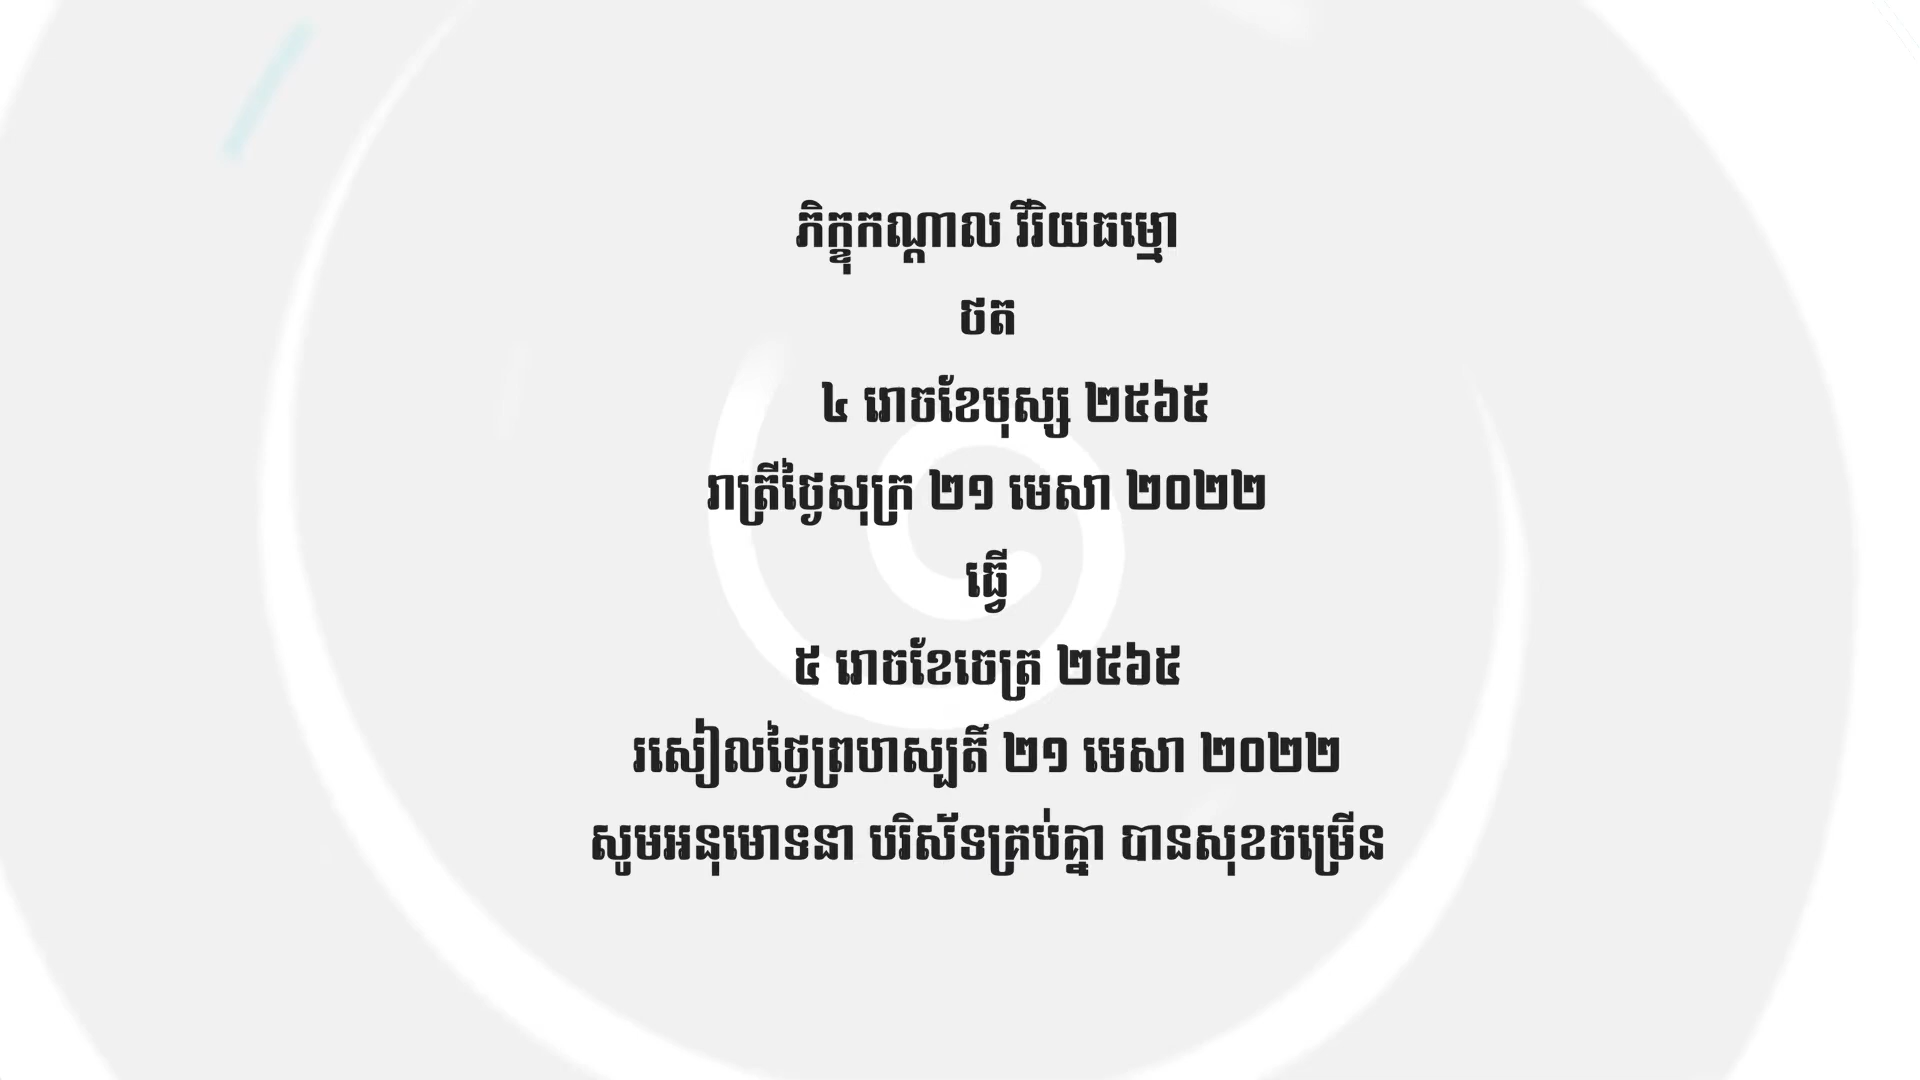 ភិក្ខុកណ្ដាល វីរិយធម្មោ
ថត
៤ រោចខែបុស្ស ២៥៦៥
រាត្រីថ្ងៃសុក្រ ២១ មេសា ២០២២
ធ្វើ
៥ រោចខែចេត្រ ២៥៦៥
រសៀលថ្ងៃព្រហស្បតិ៍ ២១ មេសា ២០២២
សូមអនុមោទនា បរិស័ទគ្រប់គ្នា បានសុខចម្រើន